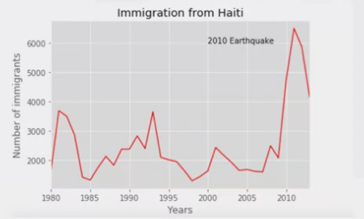 Immigration from Haiti
2010 Earthquake
6000
5000
4000
3000
2000
Number of immigrants
1980 1985 1990 1995 2000 2005 2010
Years